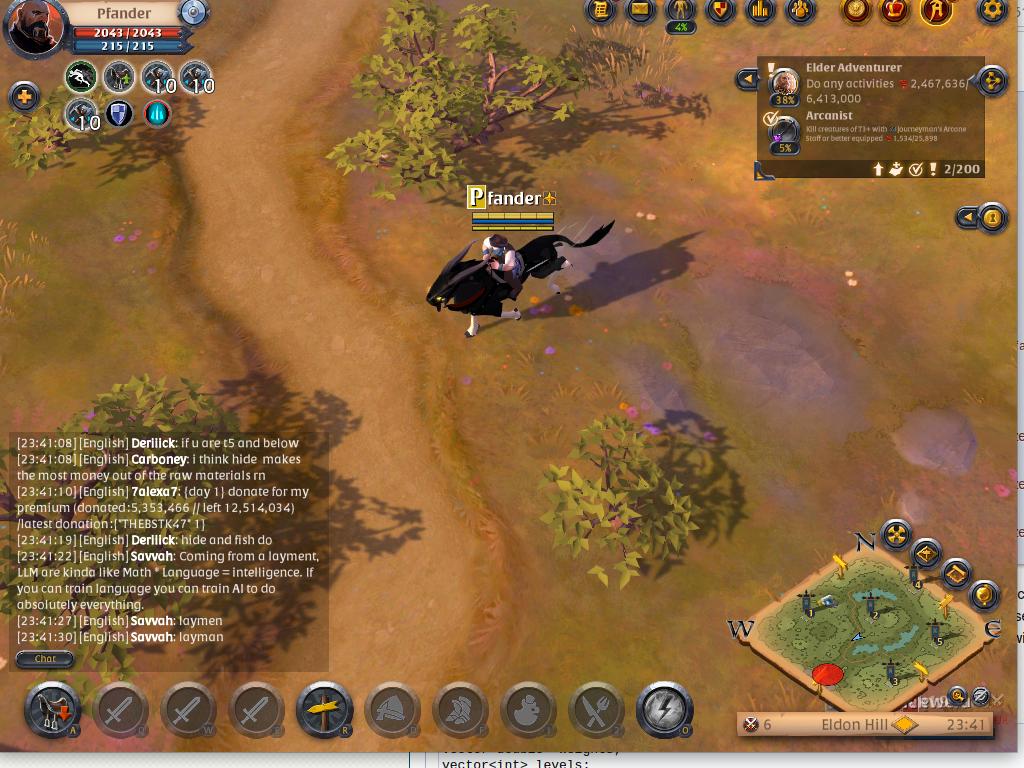 Pfander
2043/2043
215/215
10
10
10
4%
Elder Adventurer
Do any activities 2,467,636/
6,413,000
38%
Arcanist
Kill creatures of T3+ with Journeyman's Arcane
Staff or better equipped 1,534/25,898
5%
2/200
Pfander
[23:41:08][English] Deriick: if u are t5 and below
[23:41:08][English] Carboney: i think hide makes
the most money out of the raw materials rn
[23:41:10][English] 7alexa7: {day 1} donate for my
premium (donated:5,353,466 // left 12,514,034)
/latest donation:{"THEBSTK47" 1}
[23:41:19][English] Deriick: hide and fish do
[23:41:22][English] Savvah: Coming from a layment,
LLM are kinda like Math * Language = intelligence. If
you can train language you can train AI to do
absolutely everything.
[23:41:27][English] Savvah: laymen
[23:41:30][English] Savvah: layman
Chat
N
W
E
1
2
3
4
5
A
Q
W
E
R
D
F
1
2
O
6
Eldon Hill
23:41
vector<int> levels;